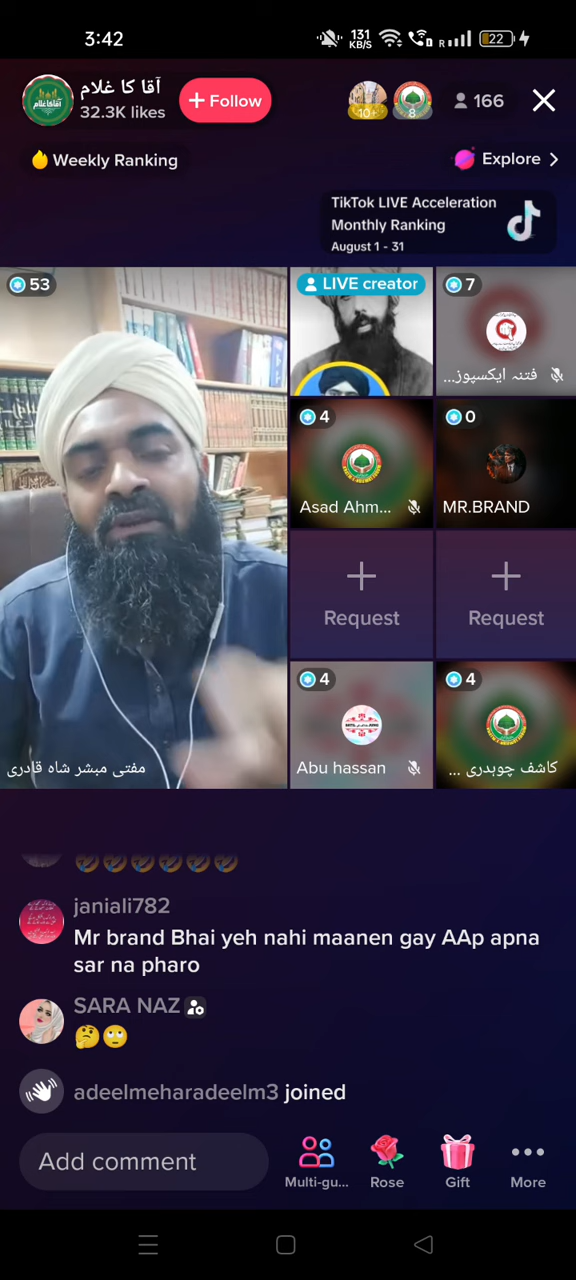 3:42
131
KB/S
R
22
آقا کا غلام
32.3K likes
+ Follow
10+
8
166
Weekly Ranking
Explore
TikTok LIVE Acceleration
Monthly Ranking
August 1 - 31
53
LIVE creator
7
فتنہ ایکسپوز...
4
0
Asad Ahm...
MR.BRAND
Request
Request
4
4
مفتی مبشر شاہ قادری
Abu hassan
کاشف چوہدری ...
janiali782
Mr brand Bhai yeh nahi maanen gay AAp apna
sar na pharo
SARA NAZ
adeelmeharadeelm3 joined
Add comment
Multi-gu...
Rose
Gift
More